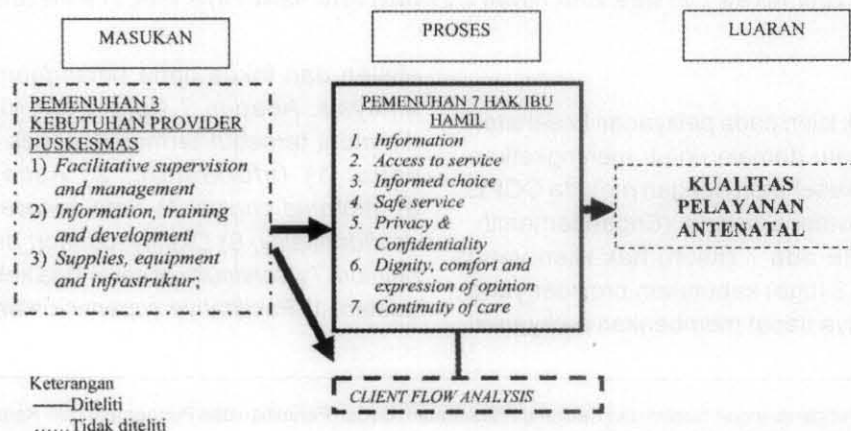 MASUKAN
PROSES
LUARAN
PEMENUHAN 3
KEBUTUHAN PROVIDER
PUSKESMAS
1) Facilitative supervision
and management
2) Information, training
and development
3) Supplies, equipment
and infrastruktur;
PEMENUHAN 7 HAK IBU
HAMIL
1. Information
2. Access to service
3. Informed choice
4. Safe service
5. Privacy &
Confidentiality
6. Dignity, comfort and
expression of opinion
7. Continuity of care
KUALITAS
PELAYANAN
ANTENATAL
CLIENT FLOW ANALYSIS
Keterangan
——Diteliti
......Tidak diteliti